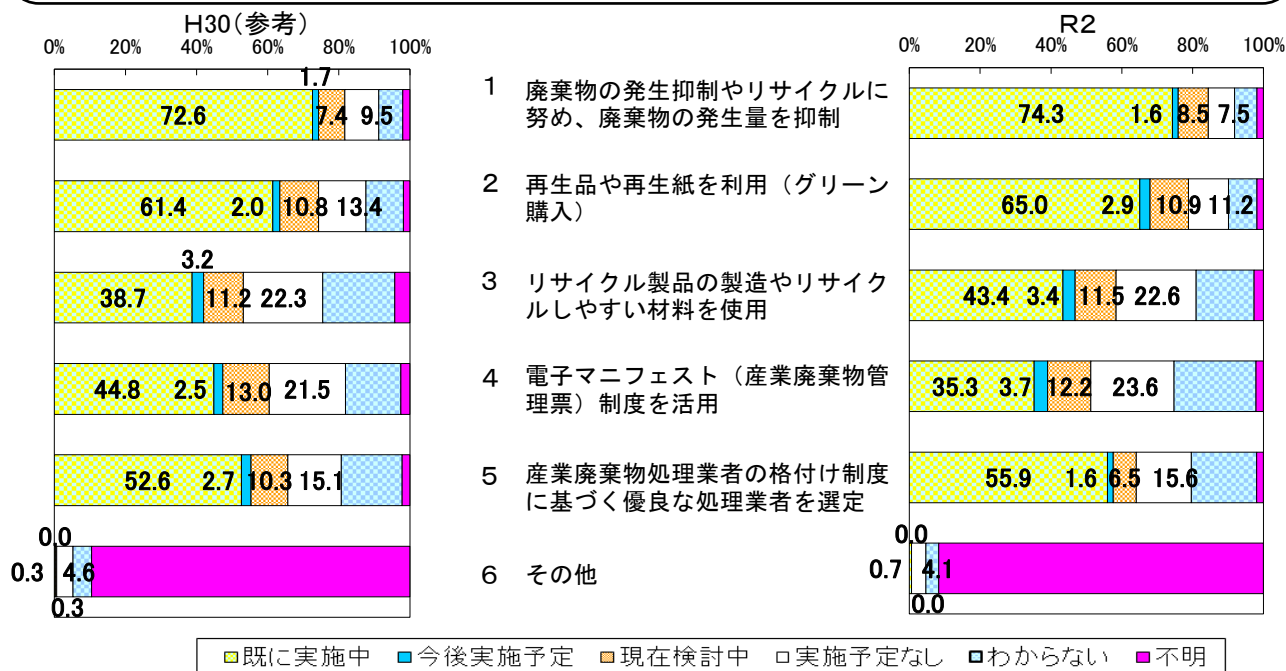 H30(参考)
0% 20% 40% 60% 80% 100%
1.7
72.6 7.4 9.5
61.4 2.0 10.8 13.4
3.2
38.7 11.2 22.3
44.8 2.5 13.0 21.5
52.6 2.7 10.3 15.1
0.0
0.3 4.6
0.3
1 廃棄物の発生抑制やリサイクルに
努め、廃棄物の発生量を抑制
2 再生品や再生紙を利用（グリーン
購入）
3 リサイクル製品の製造やリサイク
ルしやすい材料を使用
4 電子マニフェスト（産業廃棄物管
理票）制度を活用
5 産業廃棄物処理業者の格付け制度
に基づく優良な処理業者を選定
6 その他
R2
0% 20% 40% 60% 80% 100%
74.3 1.6 8.5 7.5
65.0 2.9 10.9 11.2
43.4 3.4 11.5 22.6
35.3 3.7 12.2 23.6
55.9 1.6 6.5 15.6
0.0
0.7 4.1
0.0
既に実施中 今後実施予定 現在検討中 実施予定なし わからない 不明